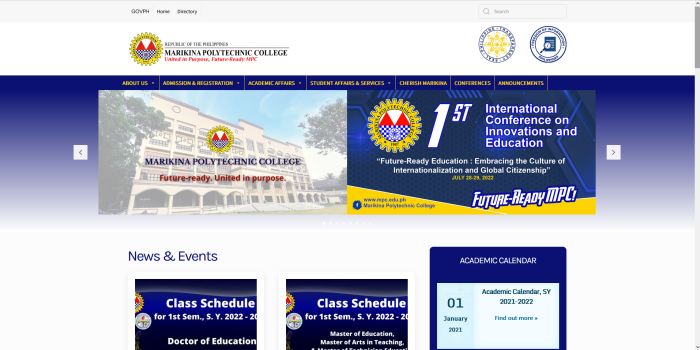 GOVPH Home Directory
Search
REPUBLIC OF THE PHILIPPINES
MARIKINA POLYTECHNIC COLLEGE
United in Purpose, Future-Ready MPC
ABOUT US ADMISSION & REGISTRATION ACADEMIC AFFAIRS STUDENT AFFAIRS & SERVICES CHERISH MARIKINA CONFERENCES ANNOUNCEMENTS
MARIKINA POLYTECHNIC COLLEGE
Future-ready. United in purpose.
1ST
International
Conference on
Innovations and
Education
"Future-Ready Education : Embracing the Culture of
Internationalization and Global Citizenship"
JULY 28-29, 2022
www.mpc.edu.ph
Marikina Polytechnic College
FUTURE-READY MPC!
News & Events
Class Schedule
for 1st Sem., S. Y. 2022 - 20
Doctor of Education
Class Schedule
for 1st Sem., S. Y. 2022 - 20
Master of Education,
Master of Arts in Teaching,
ACADEMIC CALENDAR
01
January
2021
Academic Calendar, SY
2021-2022
Find out more »